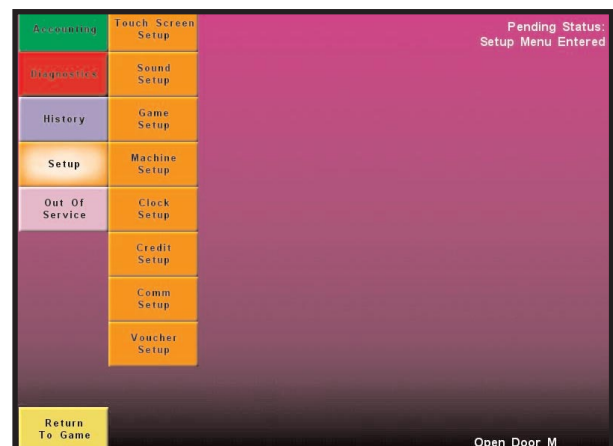 Accounting
Diagnostics
History
Setup
Out Of
Service
Return
To Game
Touch Screen
Setup
Sound
Setup
Game
Setup
Machine
Setup
Clock
Setup
Credit
Setup
Comm
Setup
Voucher
Setup
Pending Status:
Setup Menu Entered
Open Door M